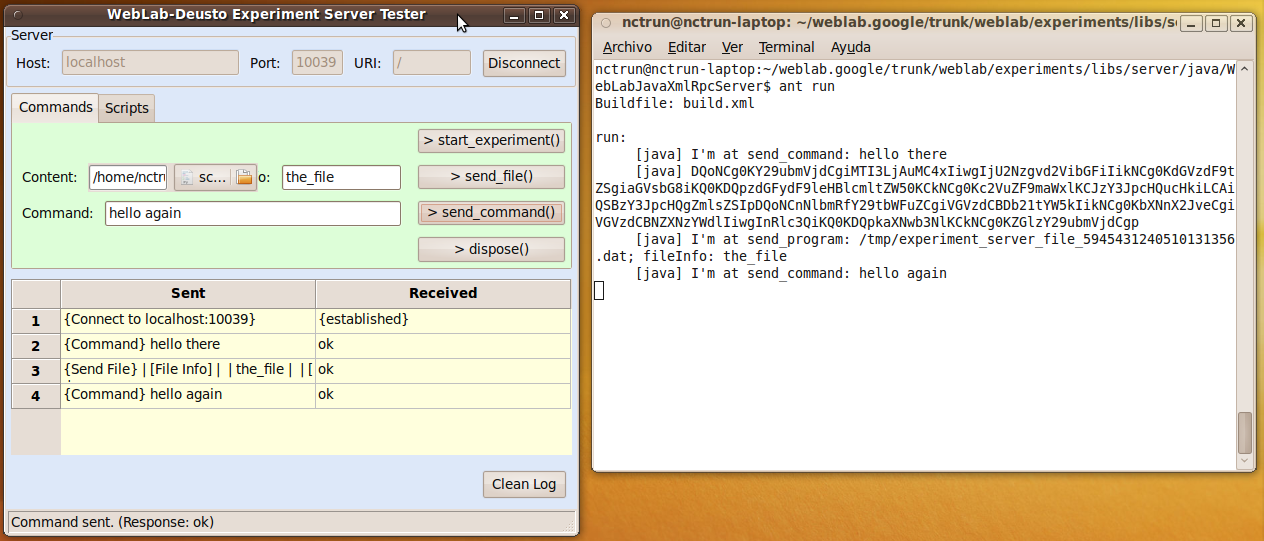 WebLab-Deusto Experiment Server Tester
Server
Host: localhost Port: 10039 URI: / Disconnect
Commands Scripts
> start_experiment()
Content: /home/nctru sc... o: the_file > send_file()
Command: hello again > send_command()
> dispose()
Sent Received
1 {Connect to localhost:10039} {established}
2 {Command} hello there ok
3 {Send File} | [File Info] | | the_file | | [ ok
4 {Command} hello again ok
Clean Log
Command sent. (Response: ok)
nctrun@nctrun-laptop: ~/weblab.google/trunk/weblab/experiments/libs/se
Archivo Editar Ver Terminal Ayuda
nctrun@nctrun-laptop:~/weblab.google/trunk/weblab/experiments/libs/server/java/W
ebLabJavaXmlRpcServer$ ant run
Buildfile: build.xml
run:
[java] I'm at send_command: hello there
[java] DQoNCg0KY29ubmVjdCgiMTI3LjAuMC4xIiwgIjU2Nzgvd2VibGFiIikNCg0KdGVzdF9t
ZSgiaGVsbG8iKQ0KDQpzdGFydF9leHBlcmltZW50KCkNCg0Kc2VuZF9maWxlKCJzY3JpcHQucHkiLCAi
QSBzY3JpcHQgZmlsZSIpDQoNCnNlbmRfY29tbWFuZCgiVGVzdCBDb21tYW5kIikNCg0KbXNnX2JveCgi
VGVzdCBNZXNzYWdlIiwgInRlc3QiKQ0KDQpkaXNwb3NlKCkNCg0KZGlzY29ubmVjdCgp
[java] I'm at send_program: /tmp/experiment_server_file_5945431240510131356
.dat; fileInfo: the_file
[java] I'm at send_command: hello again